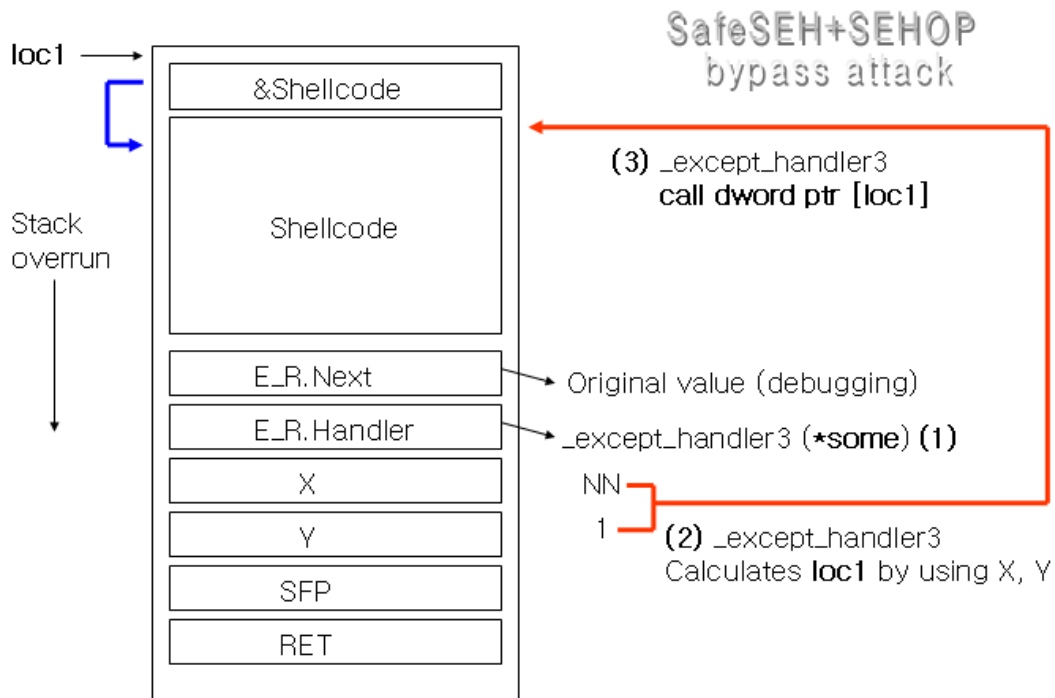 SafeSEH+SEHOP
bypass attack
loc1
&Shellcode
(3) _except_handler3
call dword ptr [loc1]
Stack
overrun
Shellcode
E_R.Next
Original value (debugging)
E_R.Handler
_except_handler3 (*some) (1)
X
NN
Y
1
(2) _except_handler3
Calculates loc1 by using X, Y
SFP
RET